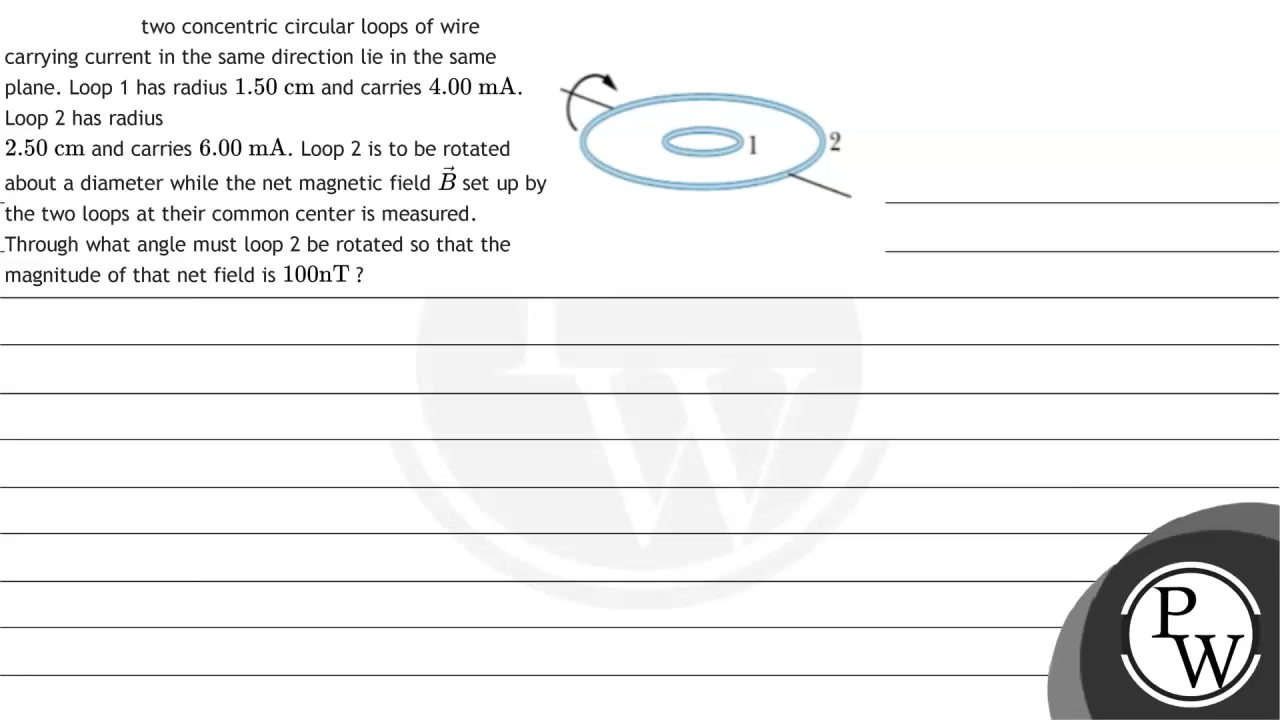 two concentric circular loops of wire
carrying current in the same direction lie in the same
plane. Loop 1 has radius 1.50 cm and carries 4.00 mA.
Loop 2 has radius
2.50 cm and carries 6.00 mA. Loop 2 is to be rotated
about a diameter while the net magnetic field \(\vec{B}\) set up by
the two loops at their common center is measured.
Through what angle must loop 2 be rotated so that the
magnitude of that net field is 100nT ?
1
2
PW
PW